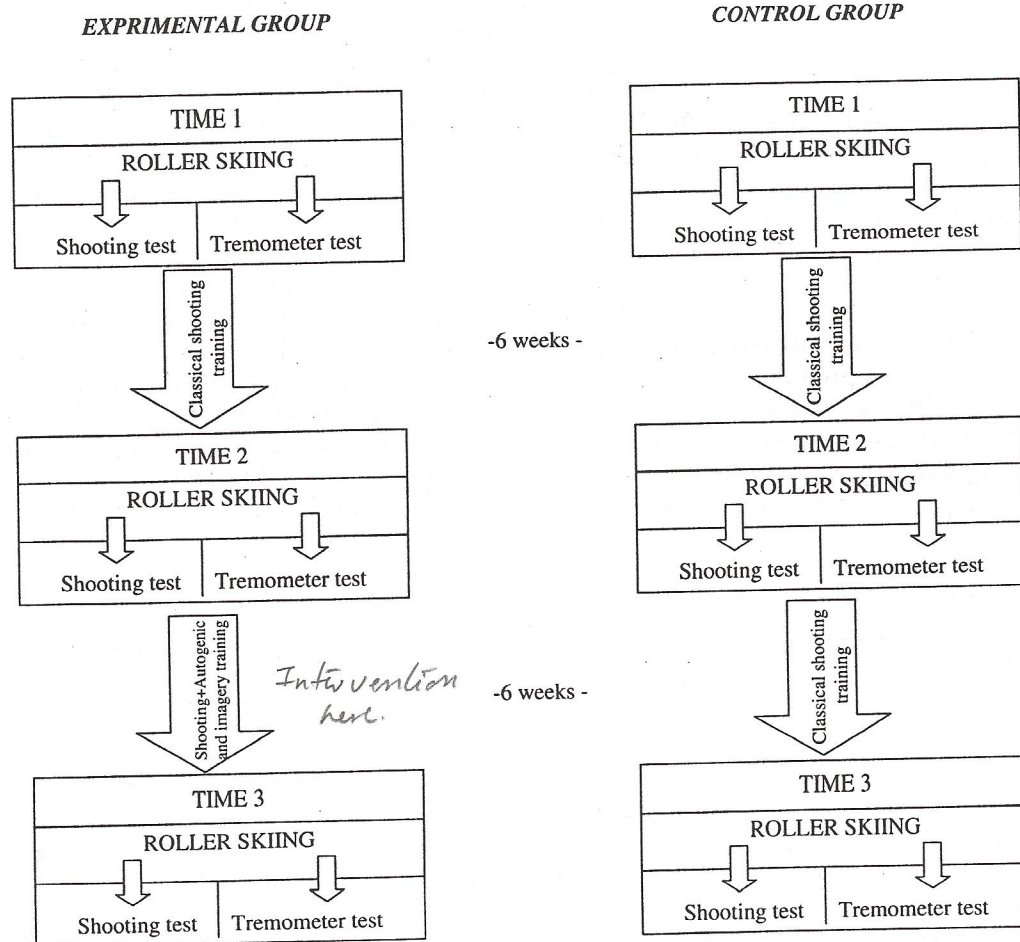 EXPRIMENTAL GROUP
CONTROL GROUP
TIME 1
ROLLER SKIING
Shooting test
Tremometer test
Classical shooting
training
TIME 2
ROLLER SKIING
Shooting test
Tremometer test
Shooting+Autogenic
and imagery training
Intervention
here.
TIME 3
ROLLER SKIING
Shooting test
Tremometer test
-6 weeks -
-6 weeks -
TIME 1
ROLLER SKIING
Shooting test
Tremometer test
Classical shooting
training
TIME 2
ROLLER SKIING
Shooting test
Tremometer test
Classical shooting
training
TIME 3
ROLLER SKIING
Shooting test
Tremometer test